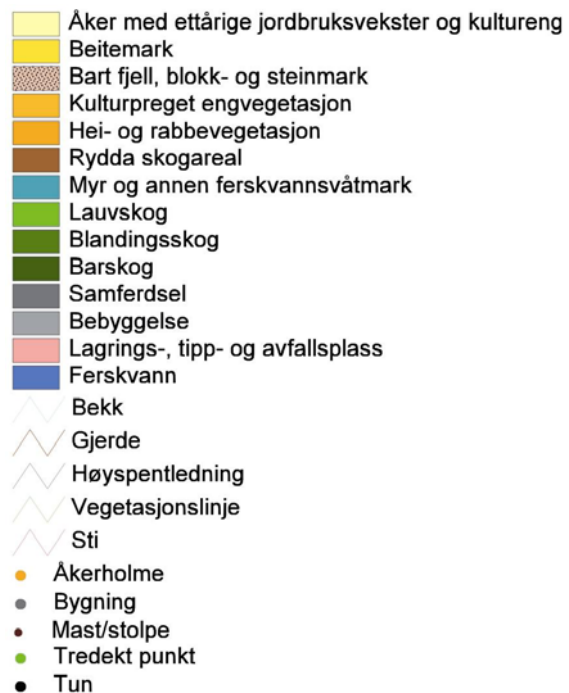 Åker med ettårige jordbruksvekster og kultureng
Beitemark
Bart fjell, blokk- og steinmark
Kulturpreget engvegetasjon
Hei- og rabbevegetasjon
Rydda skogareal
Myr og annen ferskvannsvåtmark
Lauvskog
Blandingsskog
Barskog
Samferdsel
Bebyggelse
Lagrings-, tipp- og avfallsplass
Ferskvann
Bekk
Gjerde
Høyspentledning
Vegetasjonslinje
Sti
Åkerholme
Bygning
Mast/stolpe
Tredekt punkt
Tun